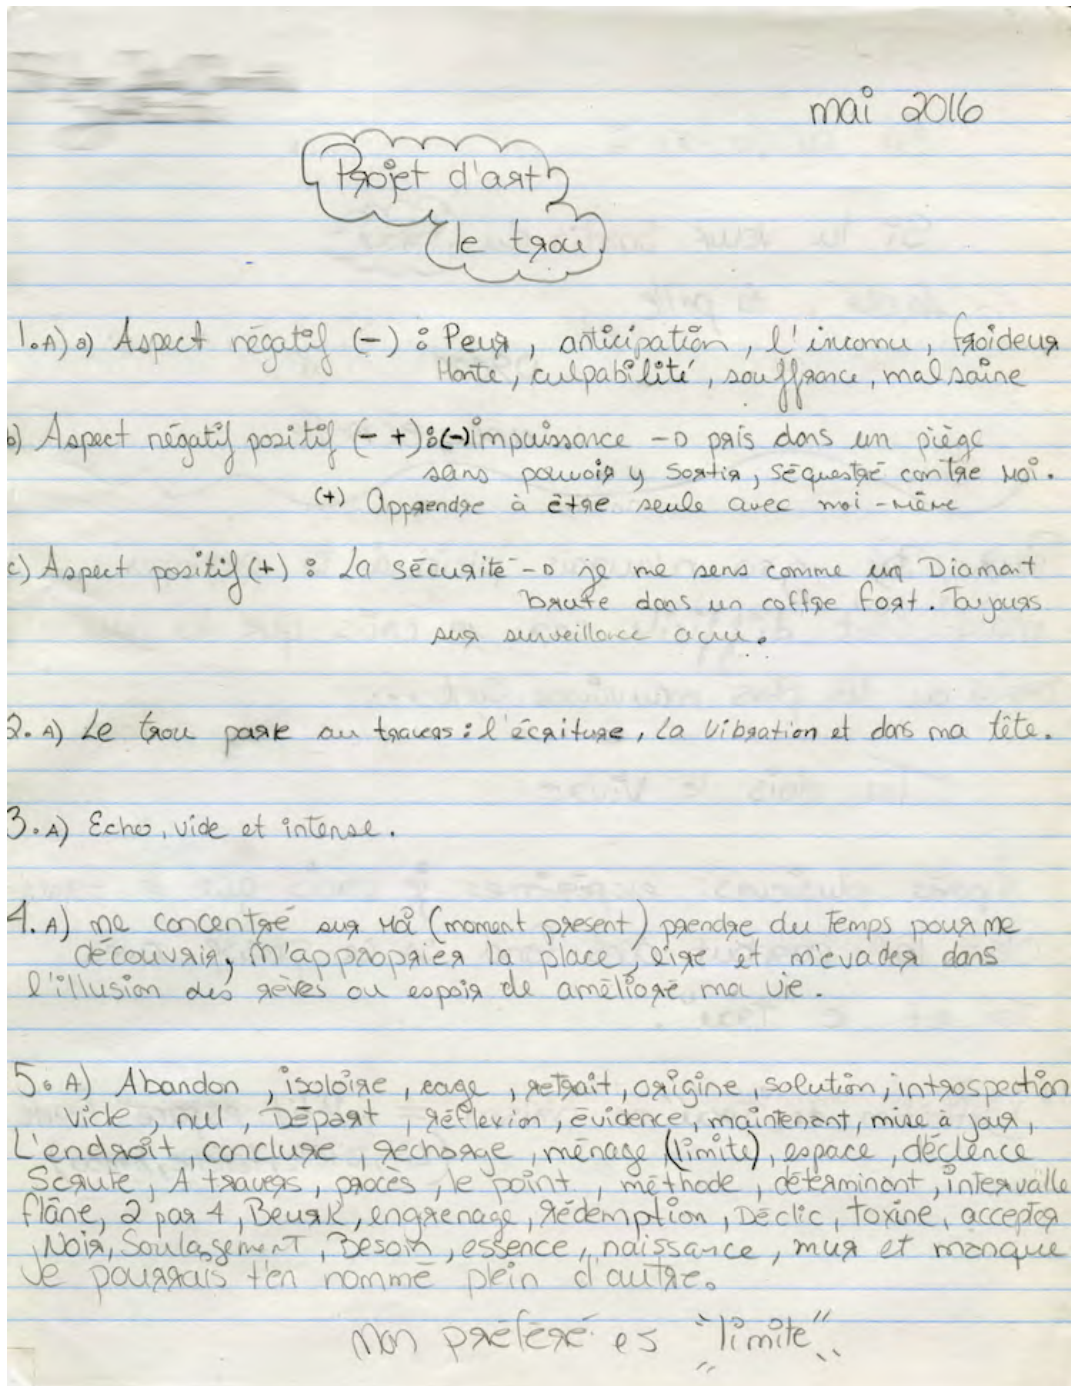 mai 2016
Projet d'art
le trou
1.A) a) Aspect négatif (-) : Peur, anticipation, l'inconnu, froideur
Honte, culpabilité, souffrance, malsaine
b) Aspect négatif positif (- +) : (-) impuissance → pris dans un piège
sans pouvoir y sortir, séquestré contre moi.
(+) Apprendre à être seule avec moi-même
c) Aspect positif (+) : La sécurité → je me sens comme un Diamant
brute dans un coffre fort. Toujours
sur surveillance acru.
2. A) Le trou parle au travers : l'écriture, la vibration et dans ma tête.
3. A) Echo, vide et intense.
4. A) me concentré sur moi (moment présent) prendre du temps pour me
découvrir, m'approprier la place, lire et m'evader dans
l'illusion des rêves ou espoir de amélioré ma vie.
5. A) Abandon, isoloire, cage, retrait, origine, solution, introspection
vide, nul, Départ, réflexion, évidence, maintenant, mise à jour,
L'endroit, conclure, recharge, ménage (limite), espace, déclence
Scrute, A travers, procès, le point, méthode, déterminant, intervalle
flâne, 2 par 4, Beurk, engrenage, rédemption, Déclic, toxine, accepter
Noir, Soulagement, Besoin, essence, naissance, mur et manque
Je pourrais t'en nommé plein d'autre.
Mon préféré es "limite"